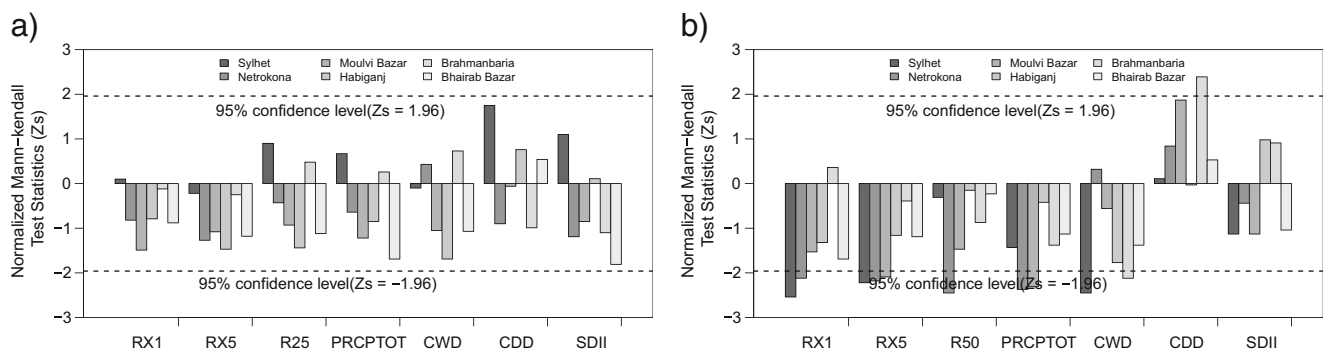 a)
Normalized Mann−kendall
Test Statistics (Zs)
3
2
1
0
−1
−2
−3
Sylhet
Netrokona
Moulvi Bazar
Habiganj
Brahmanbaria
Bhairab Bazar
95% confidence level(Zs = 1.96)
95% confidence level(Zs = −1.96)
RX1 RX5 R25 PRCPTOT CWD CDD SDII
b)
Normalized Mann−kendall
Test Statistics (Zs)
3
2
1
0
−1
−2
−3
Sylhet
Netrokona
Moulvi Bazar
Habiganj
Brahmanbaria
Bhairab Bazar
95% confidence level(Zs = 1.96)
95% confidence level(Zs = −1.96)
RX1 RX5 R50 PRCPTOT CWD CDD SDII